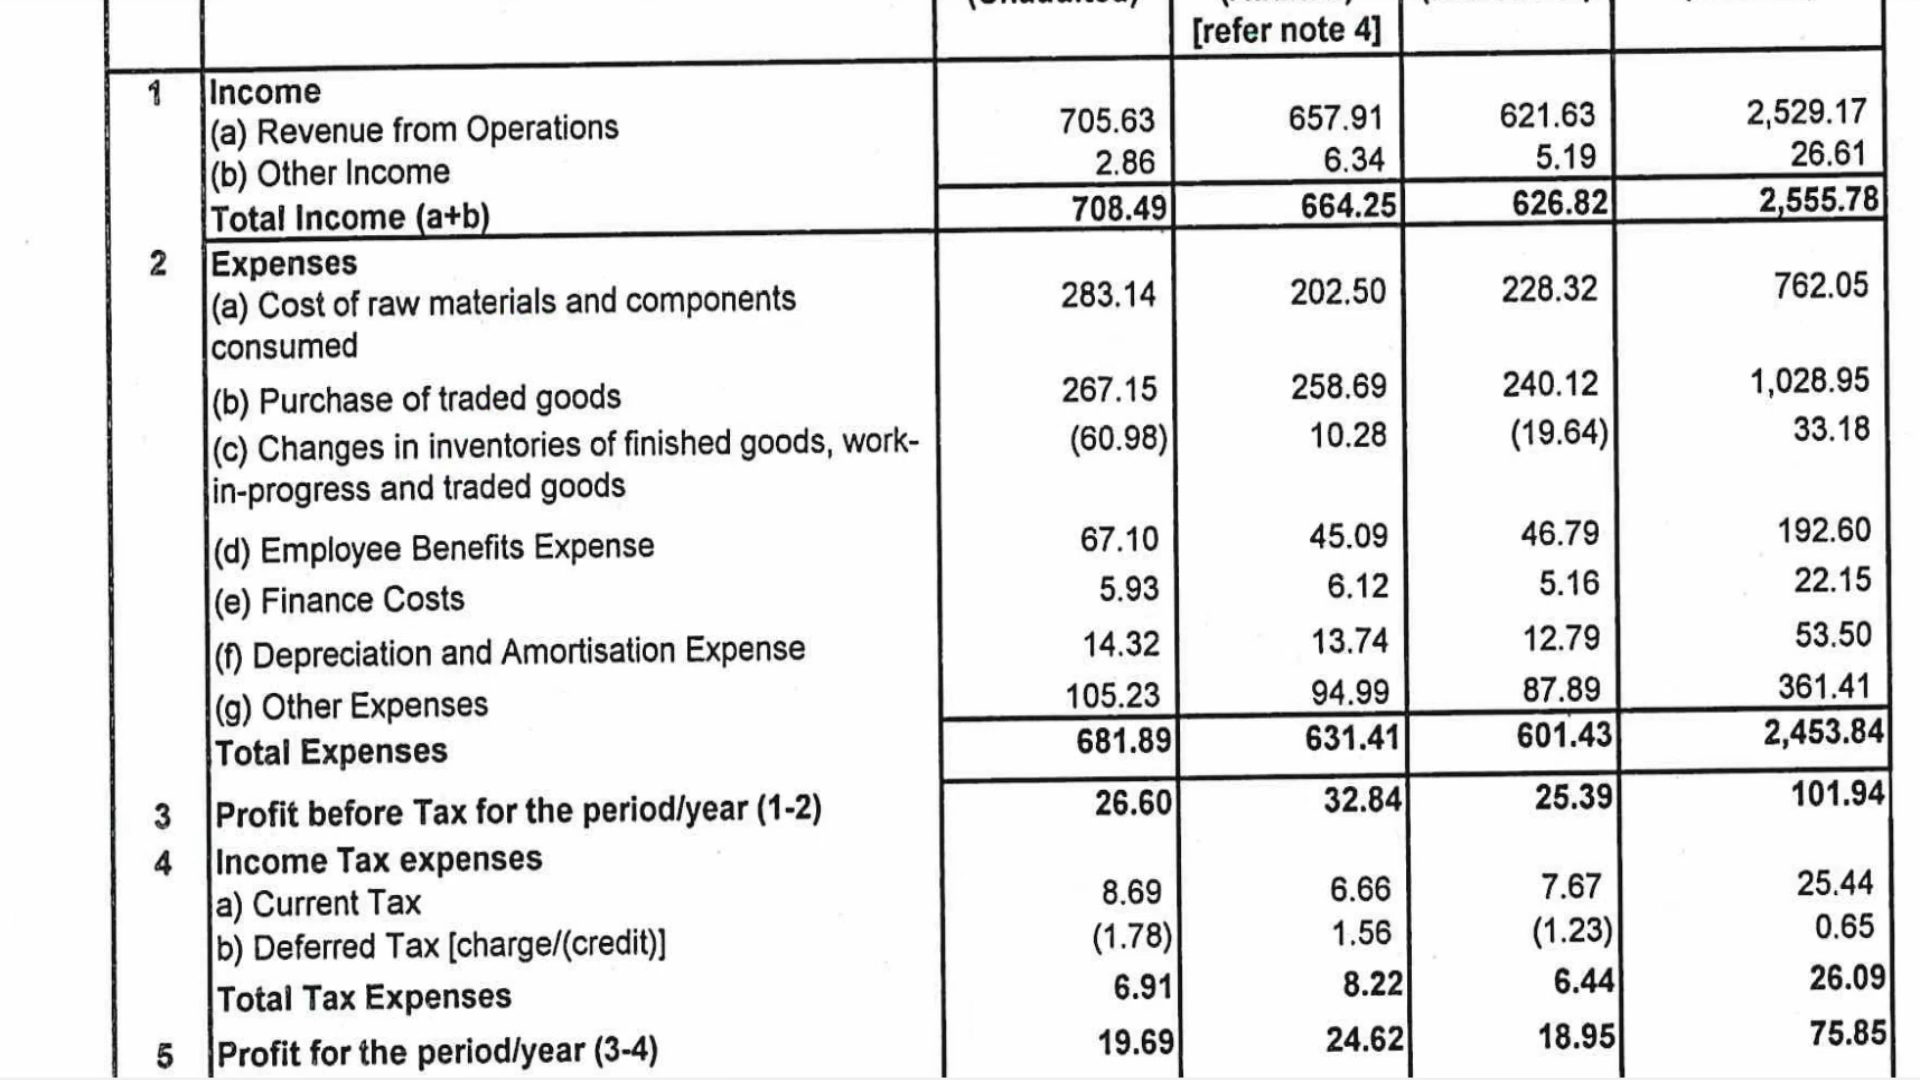 [refer note 4]
1 Income
(a) Revenue from Operations 705.63 657.91 621.63 2,529.17
(b) Other Income 2.86 6.34 5.19 26.61
Total Income (a+b) 708.49 664.25 626.82 2,555.78
2 Expenses
(a) Cost of raw materials and components 283.14 202.50 228.32 762.05
consumed
(b) Purchase of traded goods 267.15 258.69 240.12 1,028.95
(c) Changes in inventories of finished goods, work- (60.98) 10.28 (19.64) 33.18
in-progress and traded goods
(d) Employee Benefits Expense 67.10 45.09 46.79 192.60
(e) Finance Costs 5.93 6.12 5.16 22.15
(f) Depreciation and Amortisation Expense 14.32 13.74 12.79 53.50
(g) Other Expenses 105.23 94.99 87.89 361.41
Total Expenses 681.89 631.41 601.43 2,453.84
3 Profit before Tax for the period/year (1-2) 26.60 32.84 25.39 101.94
4 Income Tax expenses
a) Current Tax 8.69 6.66 7.67 25.44
b) Deferred Tax [charge/(credit)] (1.78) 1.56 (1.23) 0.65
Total Tax Expenses 6.91 8.22 6.44 26.09
5 Profit for the period/year (3-4) 19.69 24.62 18.95 75.85